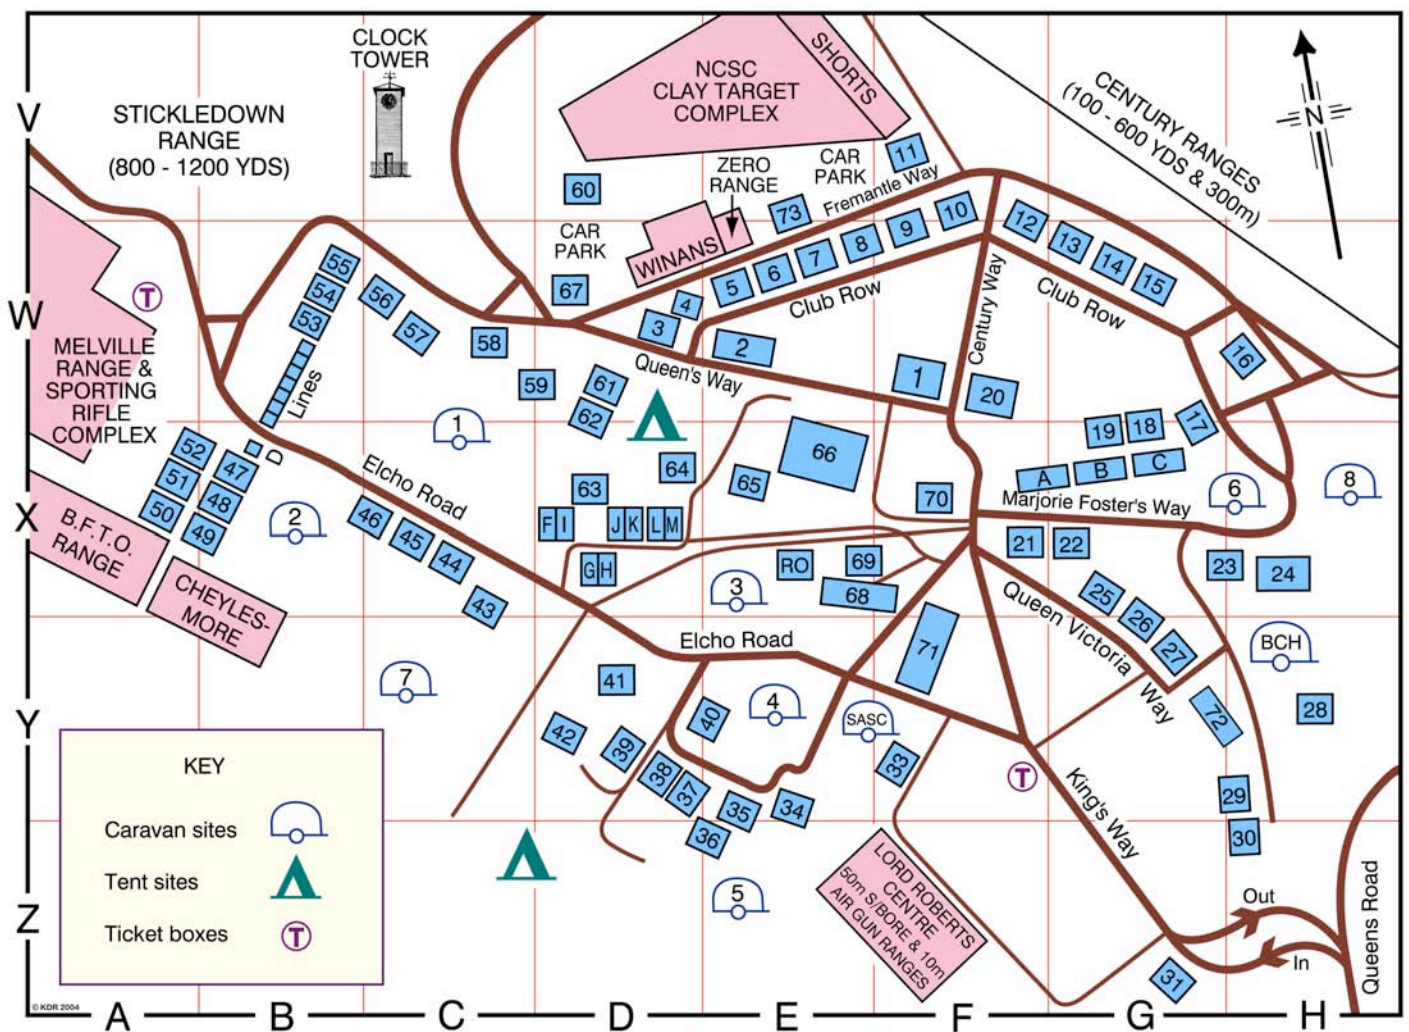 CLOCK
TOWER
STICKLEDOWN
RANGE
(800 - 1200 YDS)
NCSC
CLAY TARGET
COMPLEX
SHORTS
CENTURY RANGES
(100 - 600 YDS & 300m)
N
V
60
ZERO
RANGE
CAR
PARK
11
Fremantle Way
73
CAR
PARK
WINANS
10
9
8
7
6
5
12
13
14
15
55
54
53
56
57
58
67
4
3
2
Club Row
Century Way
Club Row
16
W
T
MELVILLE
RANGE &
SPORTING
RIFLE
COMPLEX
Lines
D
59
61
62
Queen's Way
1
20
1
19
18
17
52
51
50
47
48
49
Elcho Road
66
65
64
63
F I
J K
L M
G H
70
A
B
C
Marjorie Foster's Way
6
8
X
B.F.T.O.
RANGE
CHEYLES-
MORE
2
46
45
44
43
3
RO
69
68
21
22
23
24
25
26
27
Queen Victoria
Way
BCH
Elcho Road
71
7
41
42
40
4
SASC
72
28
Y
39
38
37
35
34
36
33
T
29
30
King's Way
KEY
Caravan sites
Tent sites
Ticket boxes
T
5
LORD ROBERTS
CENTRE
50m S/BORE & 10m
AIR GUN RANGES
Out
In
Queens Road
31
Z
© KDR 2004
A
B
C
D
E
F
G
H